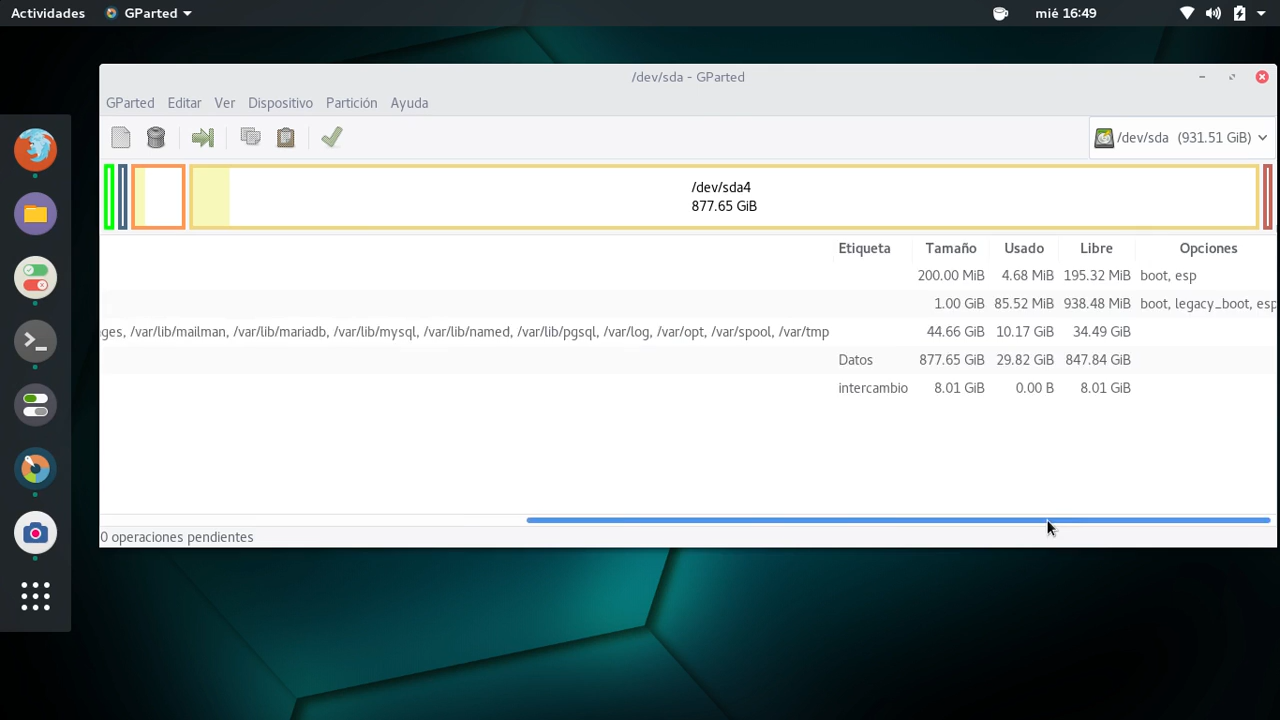 Actividades GParted mié 16:49
/dev/sda - GParted
GParted Editar Ver Dispositivo Partición Ayuda
/dev/sda (931.51 GiB)
/dev/sda4
877.65 GiB
Etiqueta Tamaño Usado Libre Opciones
200.00 MiB 4.68 MiB 195.32 MiB boot, esp
1.00 GiB 85.52 MiB 938.48 MiB boot, legacy_boot, esp
ges, /var/lib/mailman, /var/lib/mariadb, /var/lib/mysql, /var/lib/named, /var/lib/pgsql, /var/log, /var/opt, /var/spool, /var/tmp 44.66 GiB 10.17 GiB 34.49 GiB
Datos 877.65 GiB 29.82 GiB 847.84 GiB
intercambio 8.01 GiB 0.00 B 8.01 GiB
0 operaciones pendientes